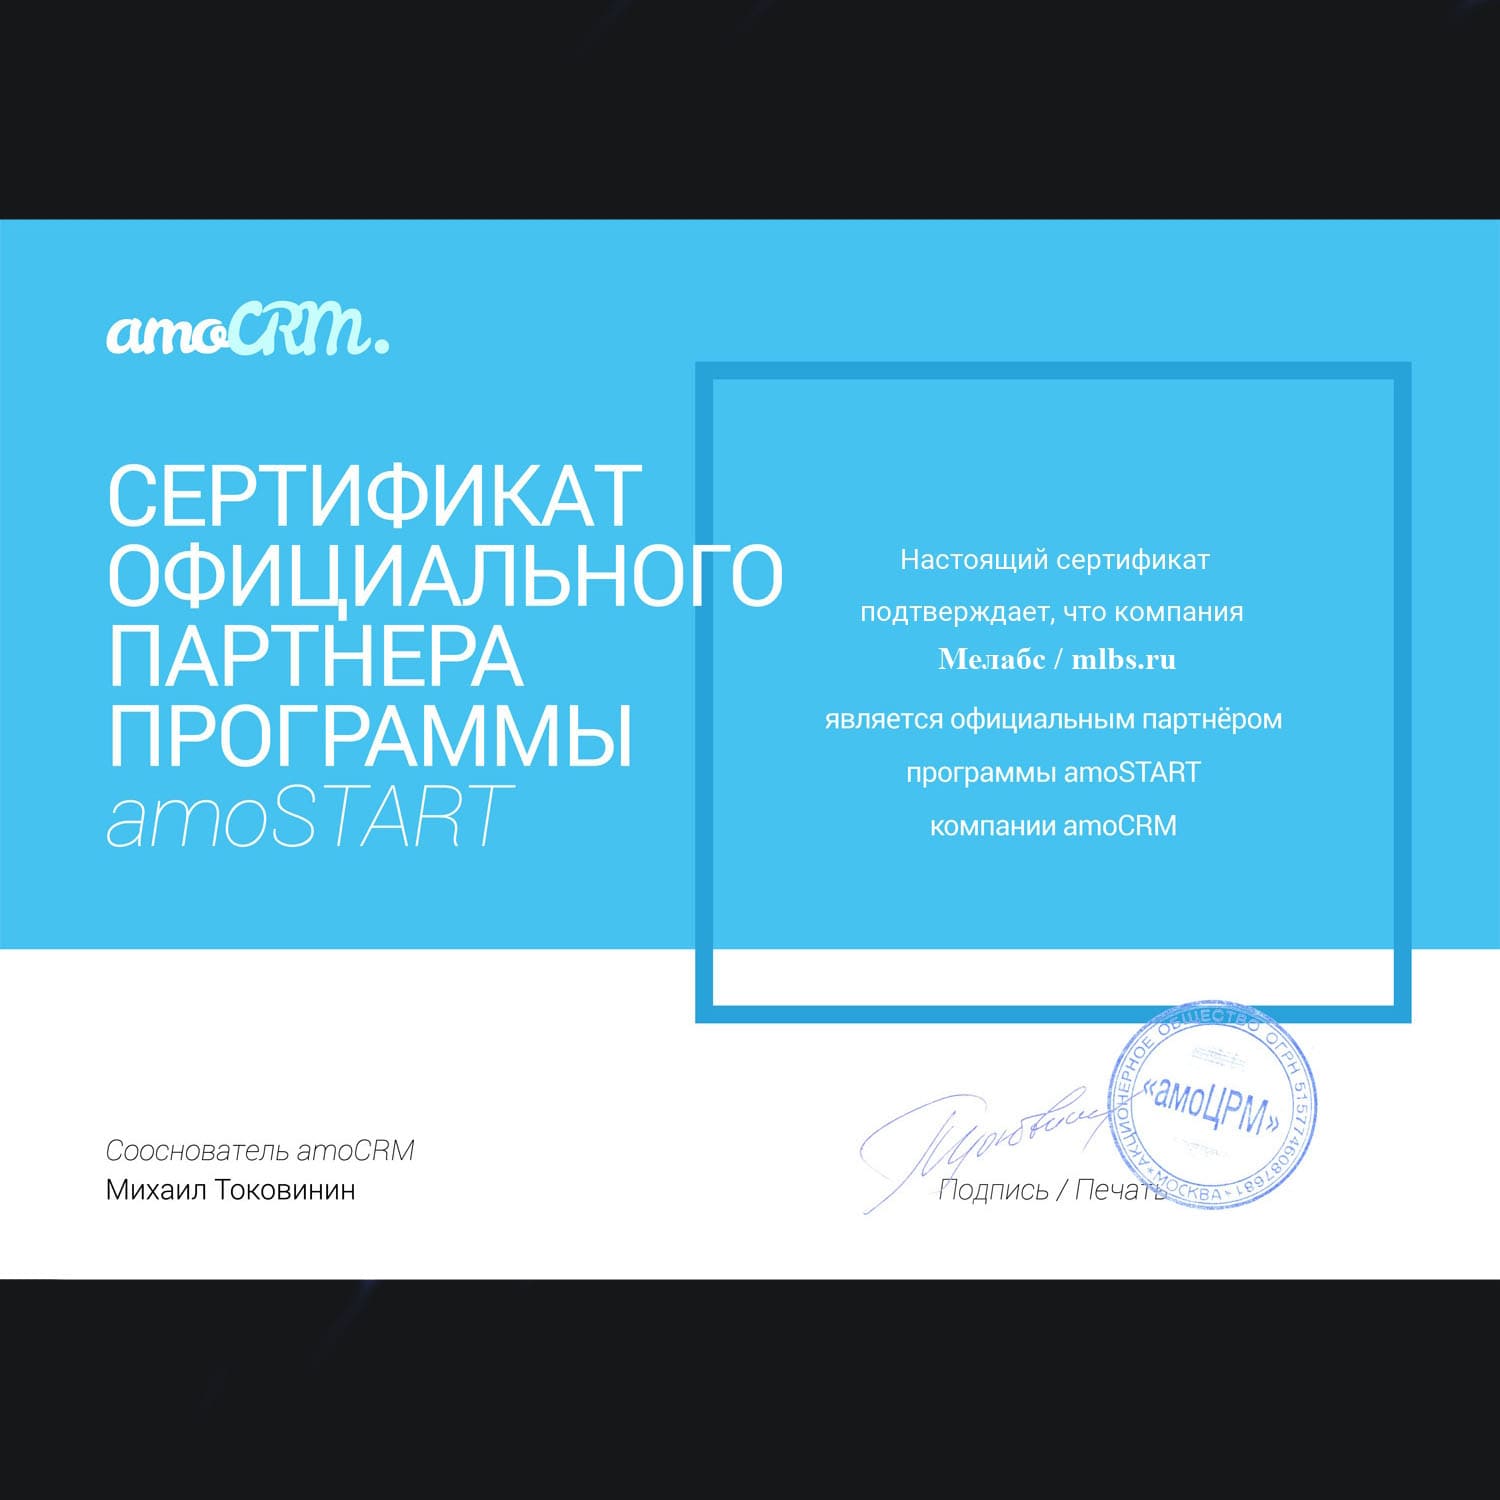 amoCRM.
СЕРТИФИКАТ
ОФИЦИАЛЬНОГО
ПАРТНЕРА
ПРОГРАММЫ
amoSTART
Настоящий сертификат
подтверждает, что компания
Мелабс / mlbs.ru
является официальным партнёром
программы amoSTART
компании amoCRM
Сооснователь amoCRM
Михаил Токовинин
Подпись / Печать
АКЦИОНЕРНОЕ ОБЩЕСТВО ОГРН 5157746087681
«амоЦРМ»
*МОСКВА*